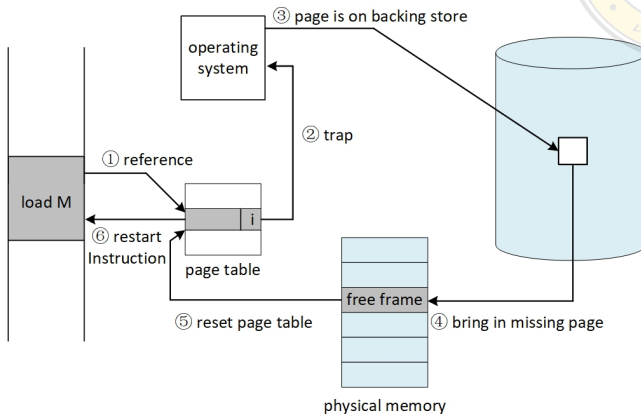 ③ page is on backing store
operating
system
② trap
① reference
load M
i
⑥ restart
Instruction
page table
free frame
⑤ reset page table
④ bring in missing page
physical memory